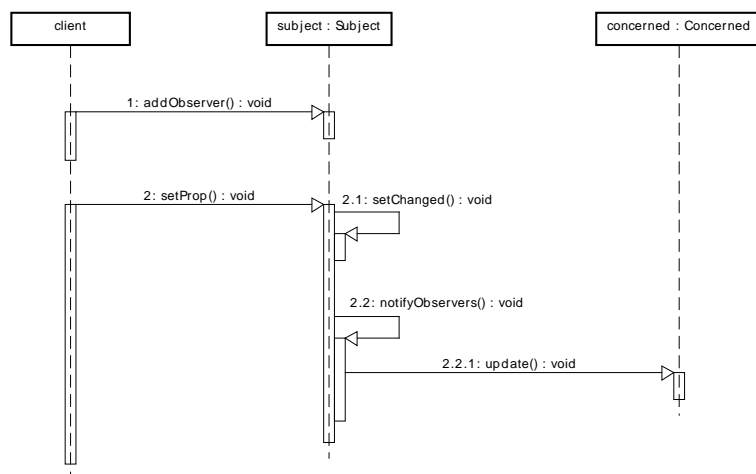 client
subject : Subject
concerned : Concerned
1: addObserver() : void
2: setProp() : void
2.1: setChanged() : void
2.2: notifyObservers() : void
2.2.1: update() : void